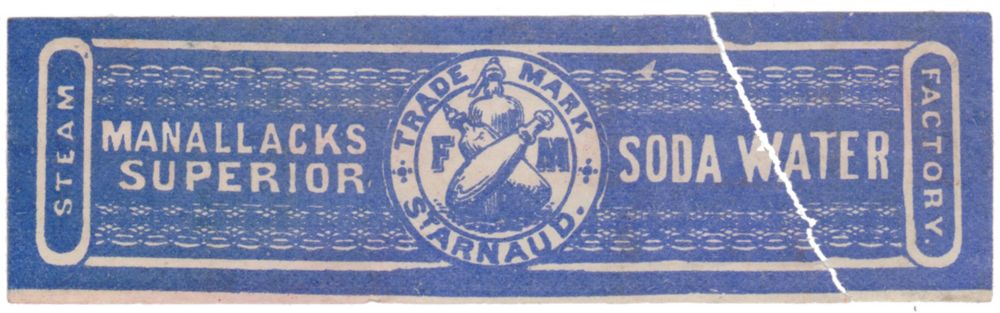 STEAM
MANALLACKS
SUPERIOR
TRADE MARK
F M
STARNAUD.
SODA WATER
FACTORY.